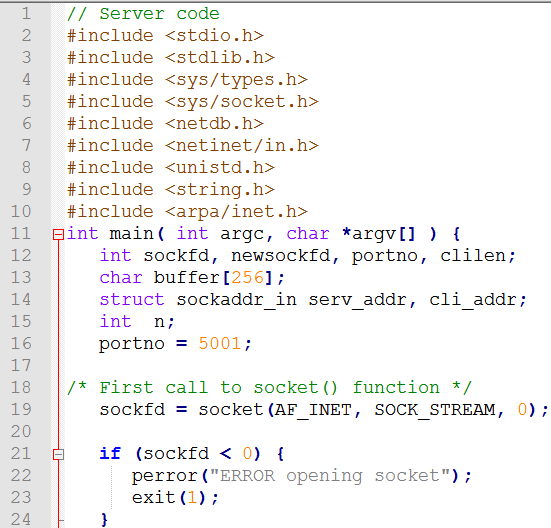 1 // Server code
2 #include <stdio.h>
3 #include <stdlib.h>
4 #include <sys/types.h>
5 #include <sys/socket.h>
6 #include <netdb.h>
7 #include <netinet/in.h>
8 #include <unistd.h>
9 #include <string.h>
10 #include <arpa/inet.h>
11 int main( int argc, char *argv[] ) {
12 int sockfd, newsockfd, portno, clilen;
13 char buffer[256];
14 struct sockaddr_in serv_addr, cli_addr;
15 int  n;
16 portno = 5001;
17
18 /* First call to socket() function */
19 sockfd = socket(AF_INET, SOCK_STREAM, 0);
20
21 if (sockfd < 0) {
22 perror("ERROR opening socket");
23 exit(1);
24 }